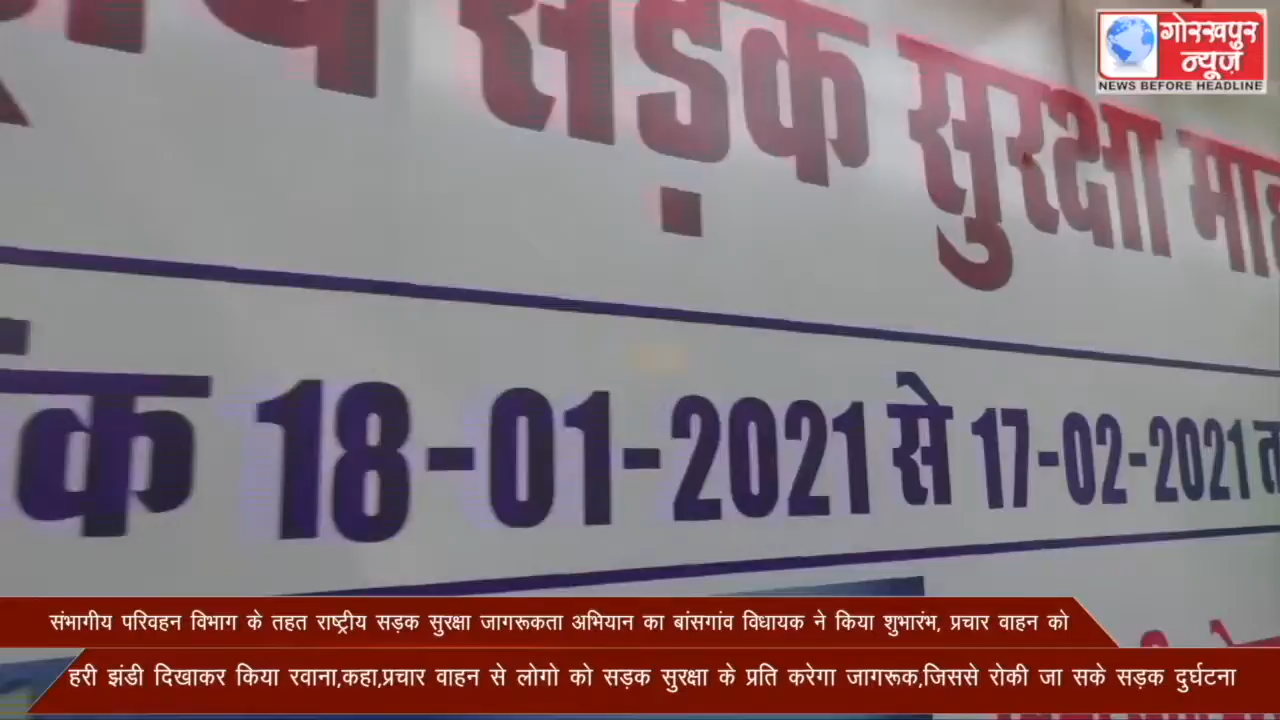 गोरखपुर
न्यूज़
NEWS BEFORE HEADLINE
सड़क सुरक्षा
18-01-2021 से 17-02-2021
संभागीय परिवहन विभाग के तहत राष्ट्रीय सड़क सुरक्षा जागरूकता अभियान का बांसगांव विधायक ने किया शुभारंभ, प्रचार वाहन को
हरी झंडी दिखाकर किया रवाना,कहा,प्रचार वाहन से लोगो को सड़क सुरक्षा के प्रति करेगा जागरूक,जिससे रोकी जा सके सड़क दुर्घटना